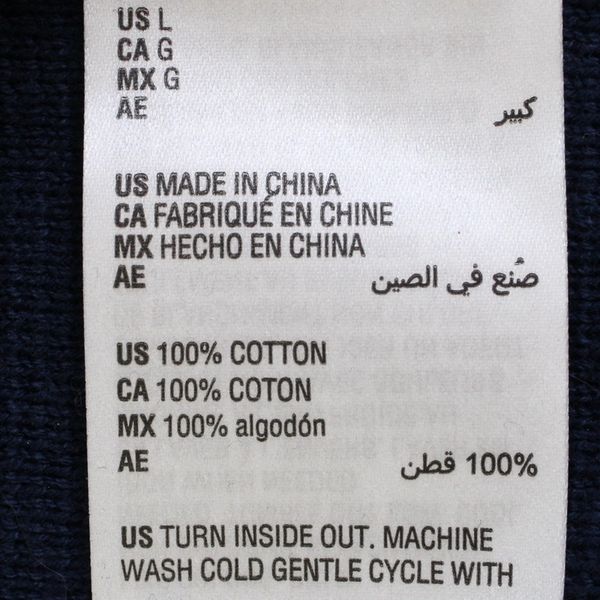 US L
CA G
MX G
AE كبير
US MADE IN CHINA
CA FABRIQUÉ EN CHINE
MX HECHO EN CHINA
AE صُنع في الصين
US 100% COTTON
CA 100% COTON
MX 100% algodón
AE 100% قطن
US TURN INSIDE OUT. MACHINE
WASH COLD GENTLE CYCLE WITH